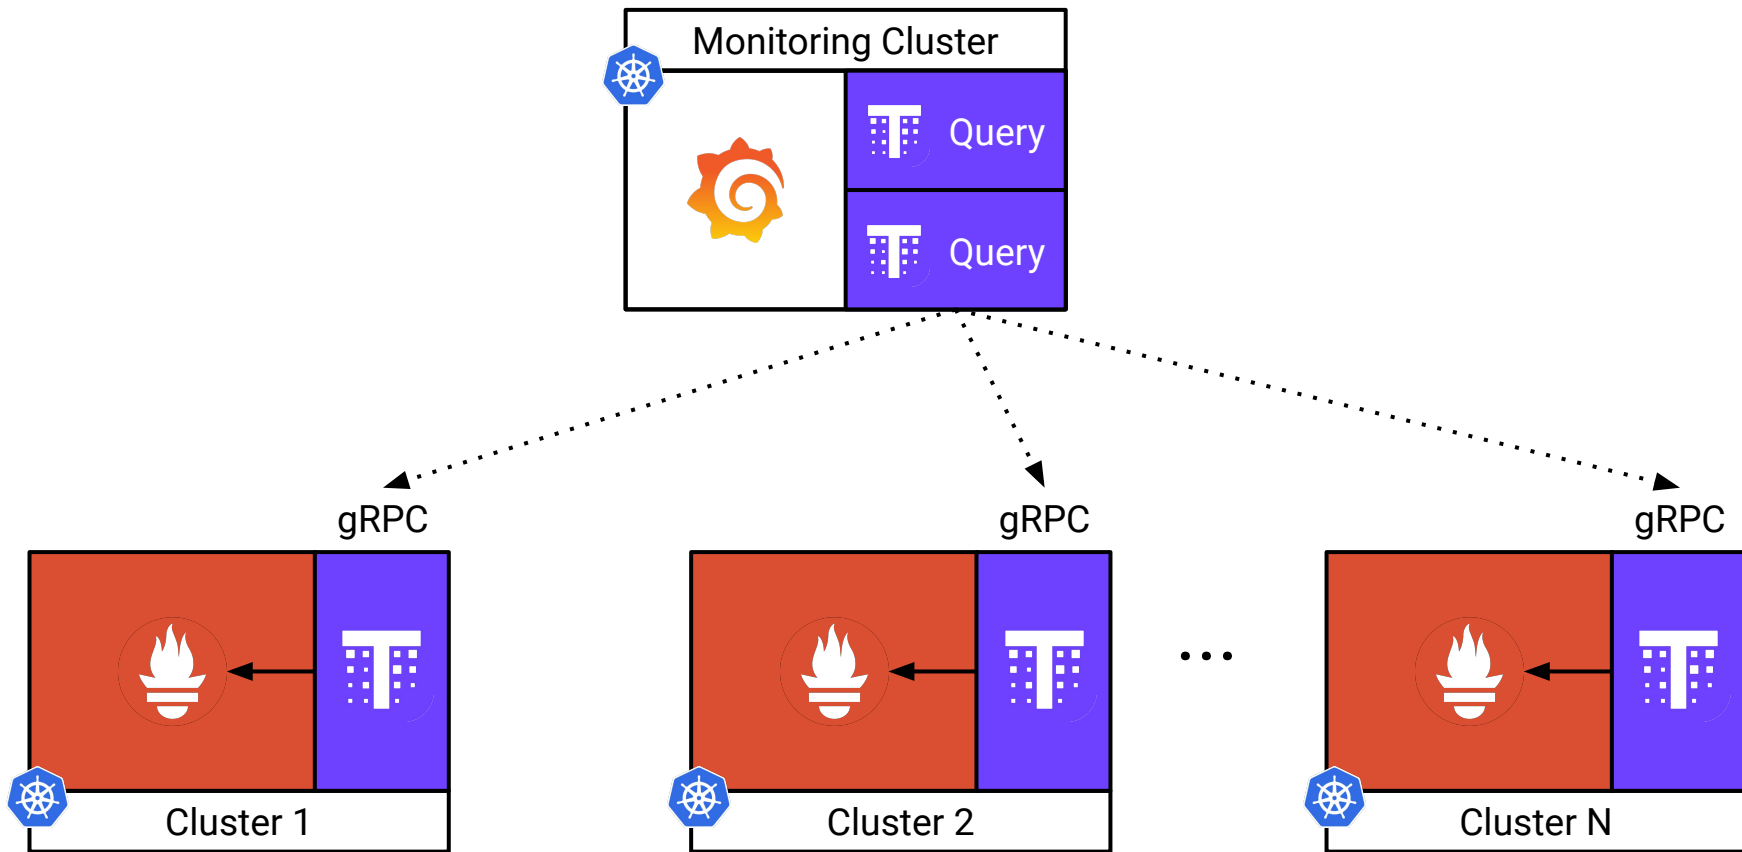 Monitoring Cluster
Query
Query
gRPC
gRPC
gRPC
...
Cluster 1
Cluster 2
Cluster N